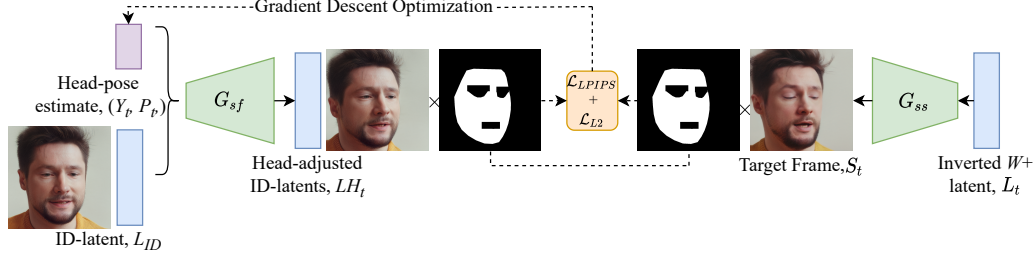 Gradient Descent Optimization
Head-pose
estimate, (Y_t, P_t,)
G_sf
ID-latent, L_ID
Head-adjusted
ID-latents, LH_t
×
ℒ_LPIPS
+
ℒ_L2
×
Target Frame,S_t
G_ss
Inverted W+
latent, L_t